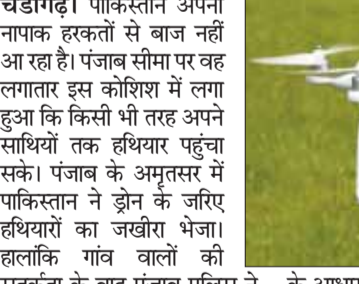 चंडीगढ़। पाकिस्तान अपनी
नापाक हरकतों से बाज नहीं
आ रहा है। पंजाब सीमा पर वह
लगातार इस कोशिश में लगा
हुआ कि किसी भी तरह अपने
साथियों तक हथियार पहुंचा
सके। पंजाब के अमृतसर में
पाकिस्तान ने ड्रोन के जरिए
हथियारों का जखीरा भेजा।
हालांकि गांव वालों की
के बाद पंजाब पुलिस ने के